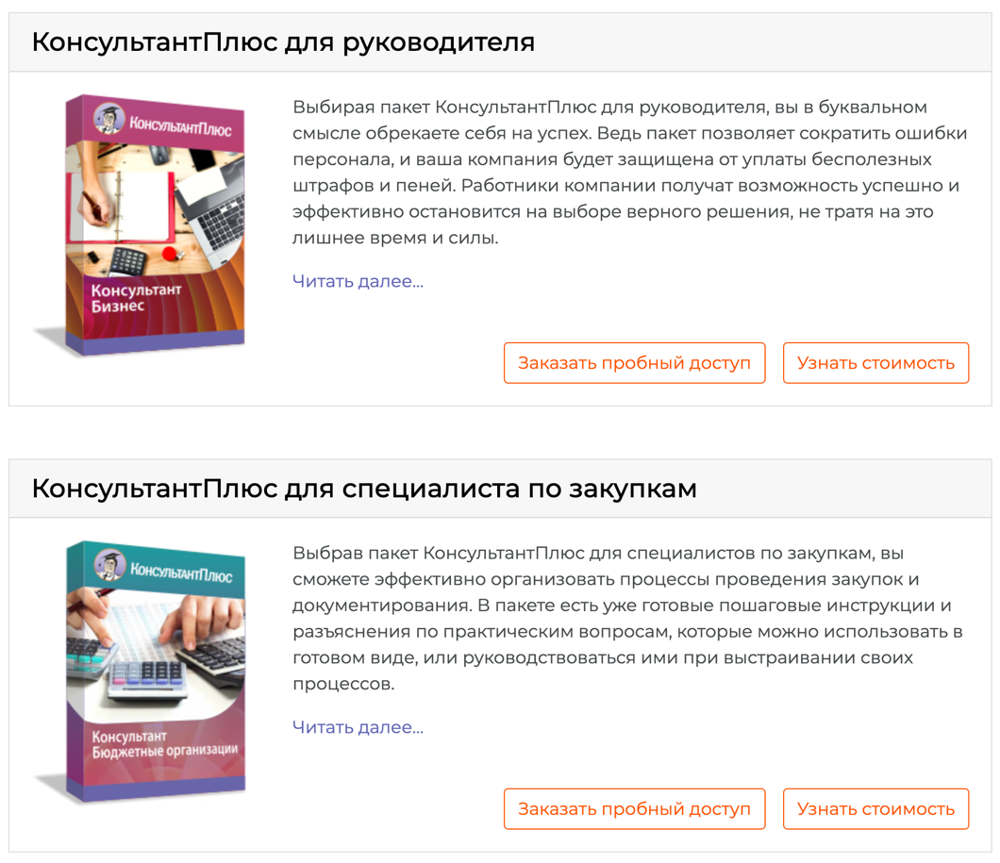 КонсультантПлюс для руководителя
КонсультантПлюс
Консультант
Бизнес
Выбирая пакет КонсультантПлюс для руководителя, вы в буквальном
смысле обрекаете себя на успех. Ведь пакет позволяет сократить ошибки
персонала, и ваша компания будет защищена от уплаты бесполезных
штрафов и пеней. Работники компании получат возможность успешно и
эффективно остановится на выборе верного решения, не тратя на это
лишнее время и силы.
Читать далее...
Заказать пробный доступ
Узнать стоимость
КонсультантПлюс для специалиста по закупкам
КонсультантПлюс
Консультант
Бюджетные организации
Выбрав пакет КонсультантПлюс для специалистов по закупкам, вы
сможете эффективно организовать процессы проведения закупок и
документирования. В пакете есть уже готовые пошаговые инструкции и
разъяснения по практическим вопросам, которые можно использовать в
готовом виде, или руководствоваться ими при выстраивании своих
процессов.
Читать далее...
Заказать пробный доступ
Узнать стоимость